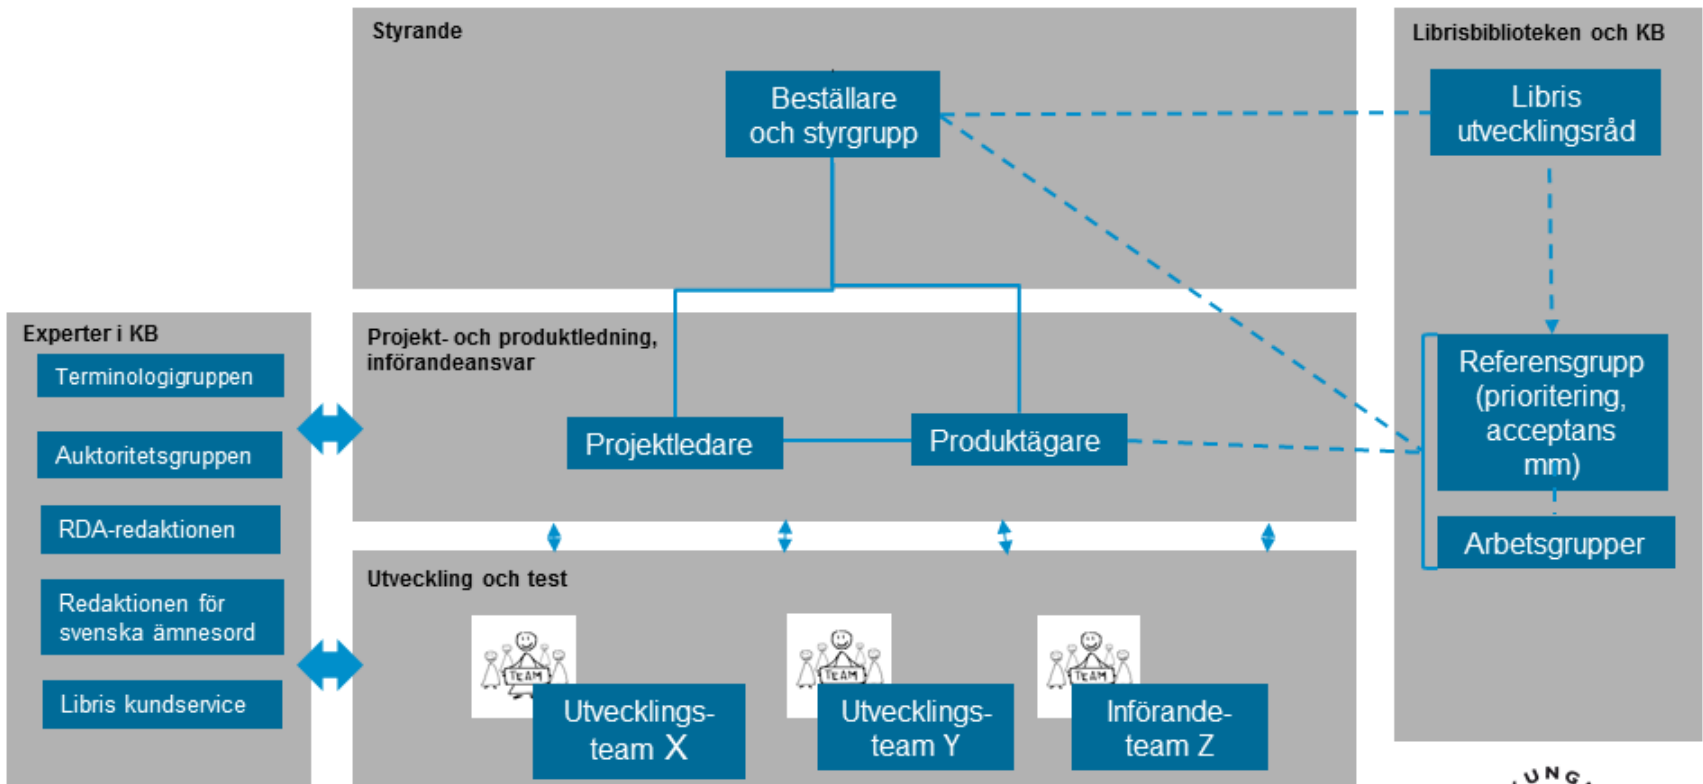 Styrande
Beställare
och styrgrupp
Librisbiblioteken och KB
Libris
utvecklingsråd
Referensgrupp
(prioritering,
acceptans
mm)
Arbetsgrupper
Experter i KB
Terminologigruppen
Auktoritetsgruppen
RDA-redaktionen
Redaktionen för
svenska ämnesord
Libris kundservice
Projekt- och produktledning,
införandeansvar
Projektledare
Produktägare
Utveckling och test
TEAM
Utvecklings-
team X
TEAM
Utvecklings-
team Y
TEAM
Införande-
team Z